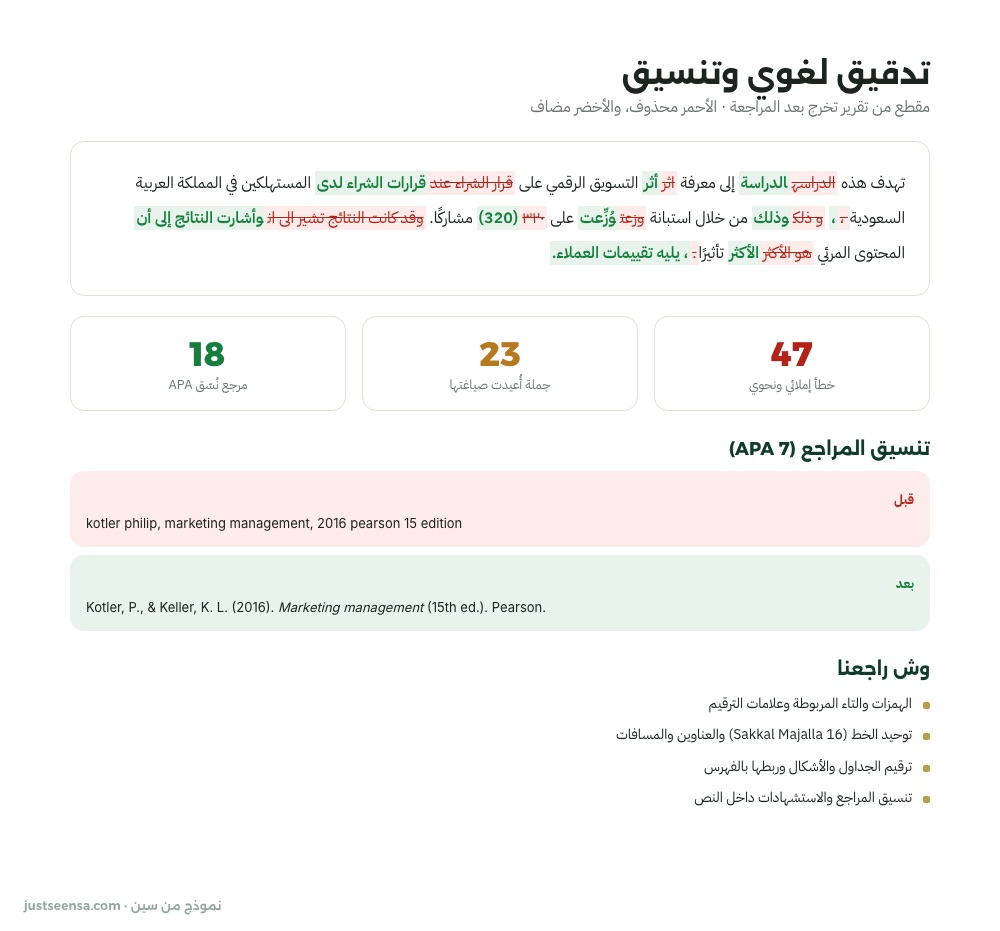 تدقيق لغوي وتنسيق
مقطع من تقرير تخرج بعد المراجعة · الأحمر محذوف، والأخضر مضاف
تهدف هذه الدراسه الدراسة إلى معرفة اثر أثر التسويق الرقمي على قرار الشراء عند قرارات الشراء لدى المستهلكين في المملكة العربية
السعودية . ، و ذلك وذلك من خلال استبانة وزعت وُزِّعت على ٣٢٠ (320) مشاركًا. وقد كانت النتائج تشير الى ان وأشارت النتائج إلى أن
المحتوى المرئي هو الأكثر الأكثر تأثيرًا . ، يليه تقييمات العملاء.
47
خطأ إملائي ونحوي
23
جملة أُعيدت صياغتها
18
مرجع نُسّق APA
تنسيق المراجع (APA 7)
قبل
kotler philip, marketing management, 2016 pearson 15 edition
بعد
Kotler, P., & Keller, K. L. (2016). Marketing management (15th ed.). Pearson.
وش راجعنا
الهمزات والتاء المربوطة وعلامات الترقيم
توحيد الخط (Sakkal Majalla 16) والعناوين والمسافات
ترقيم الجداول والأشكال وربطها بالفهرس
تنسيق المراجع والاستشهادات داخل النص
نموذج من سين · justseensa.com